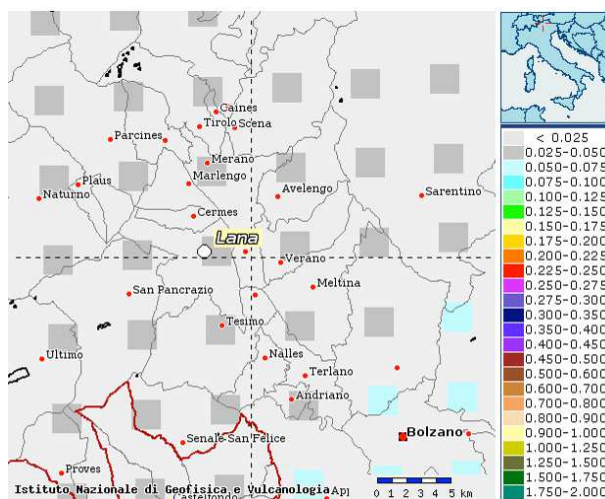 Caines
Tirolo Scena
Parcines
Merano
Plaus
Marlengo
Naturno
Avelengo
Sarentino
Cermes
Lana
Verano
San Pancrazio
Meltina
Tesimo
Ultimo
Nalles
Terlano
Andriano
Bolzano
Senale-San Felice
Proves
Istituto Nazionale di Geofisica e Vulcanologia
0 1 2 3 4 5 km
< 0.025
0.025-0.050
0.050-0.075
0.075-0.100
0.100-0.125
0.125-0.150
0.150-0.175
0.175-0.200
0.200-0.225
0.225-0.250
0.250-0.275
0.275-0.300
0.300-0.350
0.350-0.400
0.400-0.450
0.450-0.500
0.500-0.600
0.600-0.700
0.700-0.800
0.800-0.900
0.900-1.000
1.000-1.250
1.250-1.500
1.500-1.750
1.750-2.000